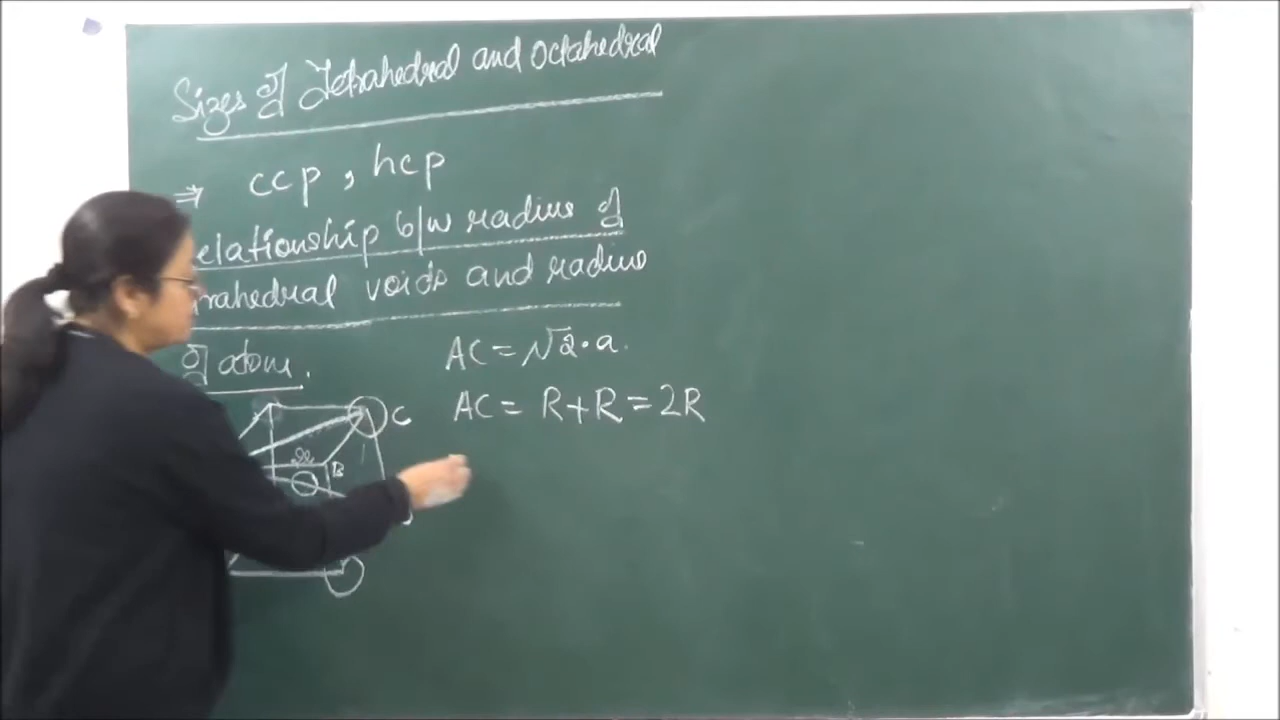 Sizes of Tetrahedral and octahedral
⇒ ccp, hcp
elationship b/w radius of
rahedral voids and radius
of atom.
AC = √2·a.
C
AC = R+R = 2R
B